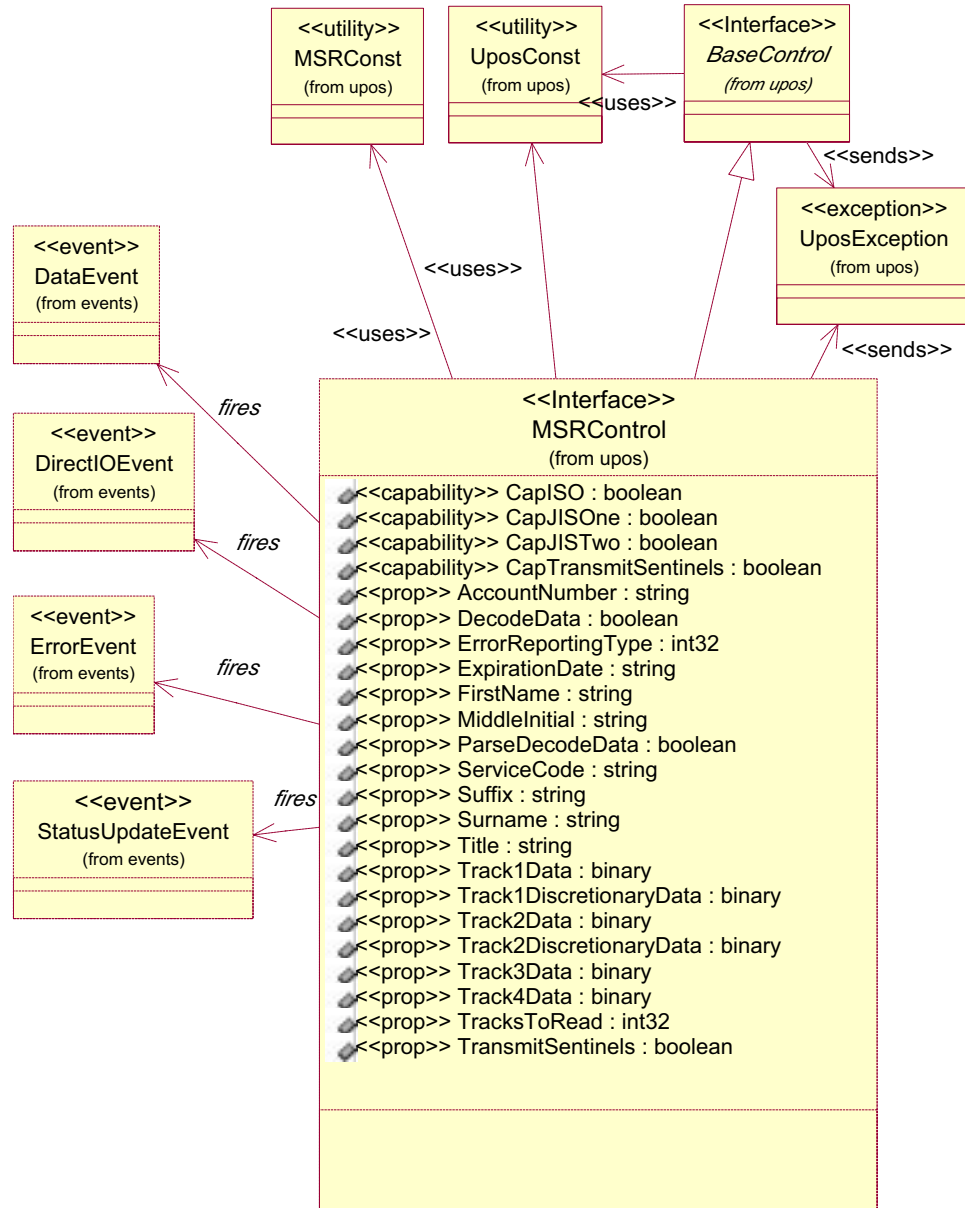 <<utility>>
MSRConst
(from upos)
<<utility>>
UposConst
(from upos)
<<Interface>>
BaseControl
(from upos)
<<uses>>
<<sends>>
<<exception>>
UposException
(from upos)
<<event>>
DataEvent
(from events)
<<uses>>
<<uses>>
<<sends>>
fires
<<event>>
DirectIOEvent
(from events)
fires
<<event>>
ErrorEvent
(from events)
fires
<<event>>
StatusUpdateEvent
(from events)
fires
<<Interface>>
MSRControl
(from upos)
<<capability>> CapISO : boolean
<<capability>> CapJISOne : boolean
<<capability>> CapJISTwo : boolean
<<capability>> CapTransmitSentinels : boolean
<<prop>> AccountNumber : string
<<prop>> DecodeData : boolean
<<prop>> ErrorReportingType : int32
<<prop>> ExpirationDate : string
<<prop>> FirstName : string
<<prop>> MiddleInitial : string
<<prop>> ParseDecodeData : boolean
<<prop>> ServiceCode : string
<<prop>> Suffix : string
<<prop>> Surname : string
<<prop>> Title : string
<<prop>> Track1Data : binary
<<prop>> Track1DiscretionaryData : binary
<<prop>> Track2Data : binary
<<prop>> Track2DiscretionaryData : binary
<<prop>> Track3Data : binary
<<prop>> Track4Data : binary
<<prop>> TracksToRead : int32
<<prop>> TransmitSentinels : boolean